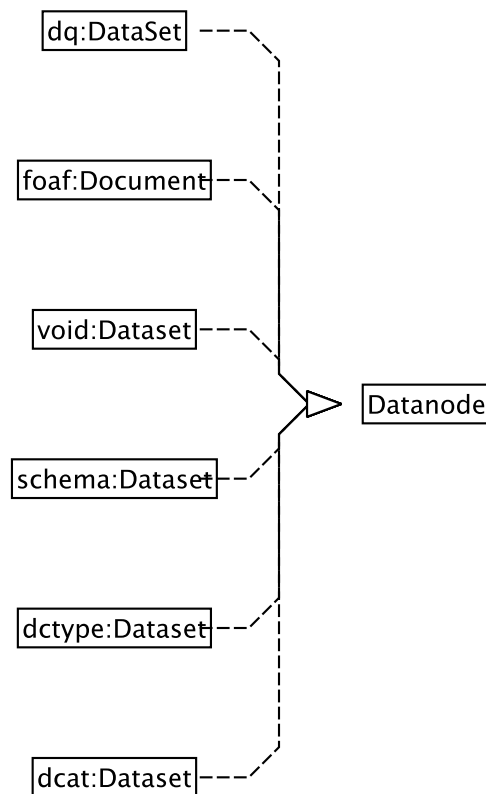 dq:DataSet
foaf:Document
void:Dataset
Datanode
schema:Dataset
dctype:Dataset
dcat:Dataset